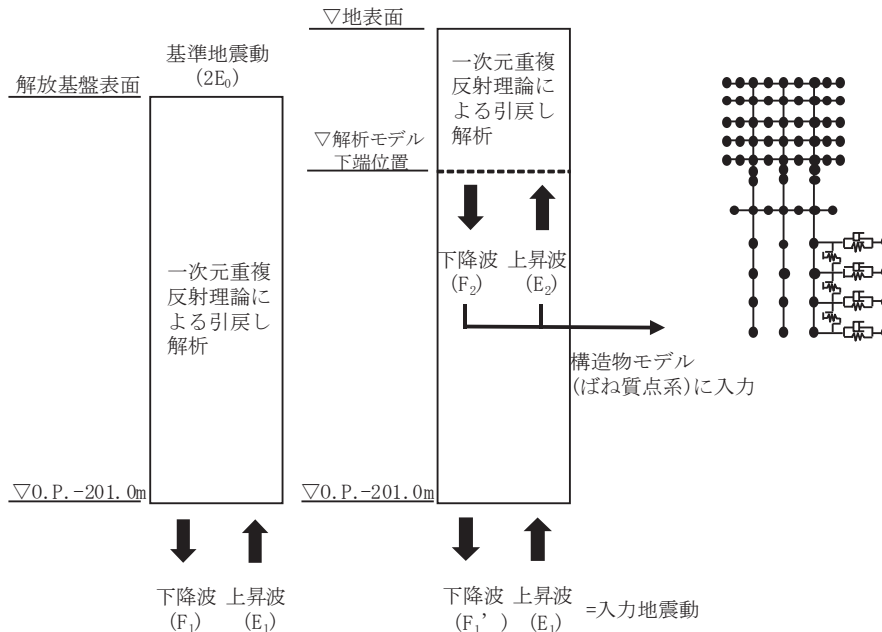 ▽地表面
基準地震動
(2E₀)
解放基盤表面
一次元重複
反射理論に
よる引戻し
解析
▽解析モデル
下端位置
下降波 上昇波
(F₂) (E₂)
一次元重複
反射理論に
よる引戻し
解析
構造物モデル
(ばね質点系)に入力
▽O.P.-201.0m
▽O.P.-201.0m
下降波 上昇波
(F₁) (E₁)
下降波 上昇波 =入力地震動
(F₁’) (E₁)